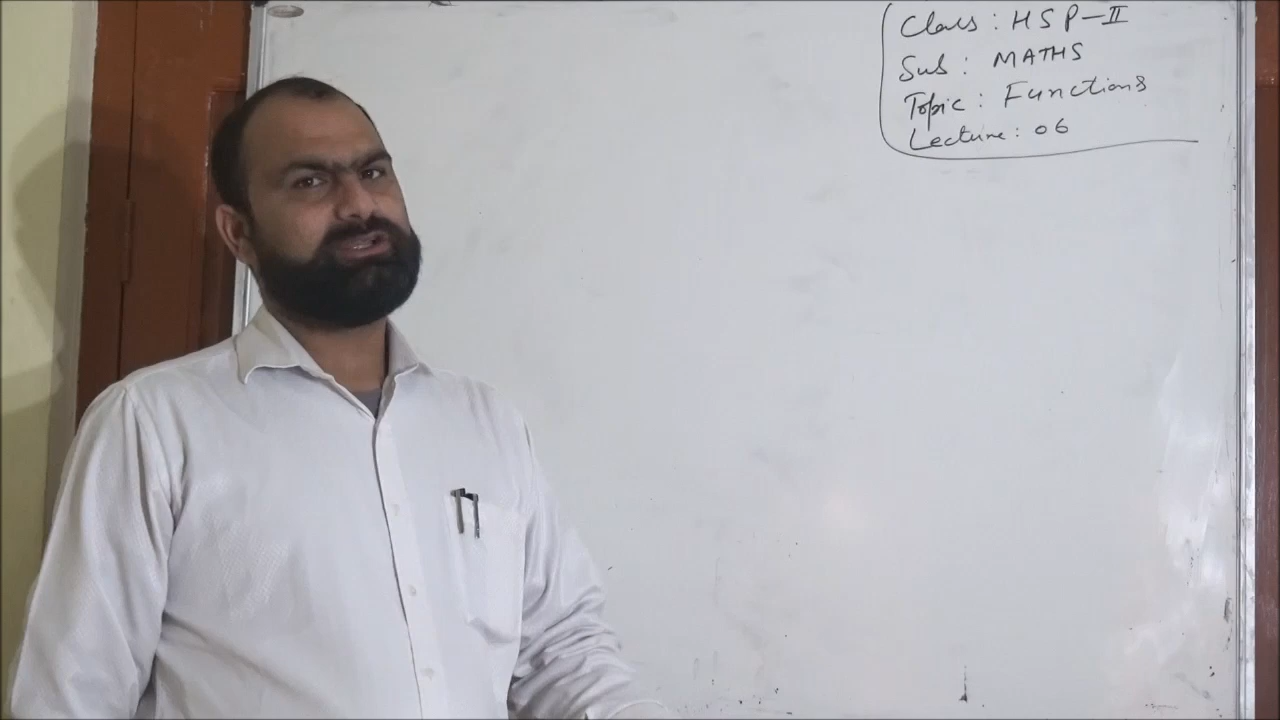 Class : HSP-II
Sub : MATHS
Topic : Functions
Lecture : 06